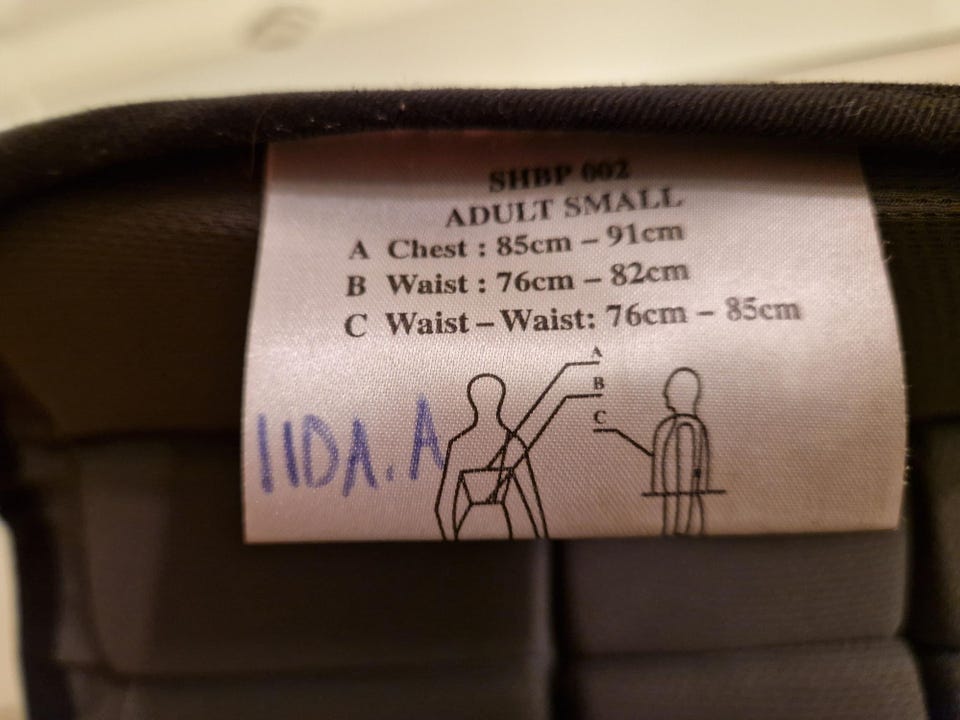 SHBP 002
ADULT SMALL
A Chest : 85cm – 91cm
B Waist : 76cm – 82cm
C Waist – Waist: 76cm – 85cm
A
B
C
IIDA.A